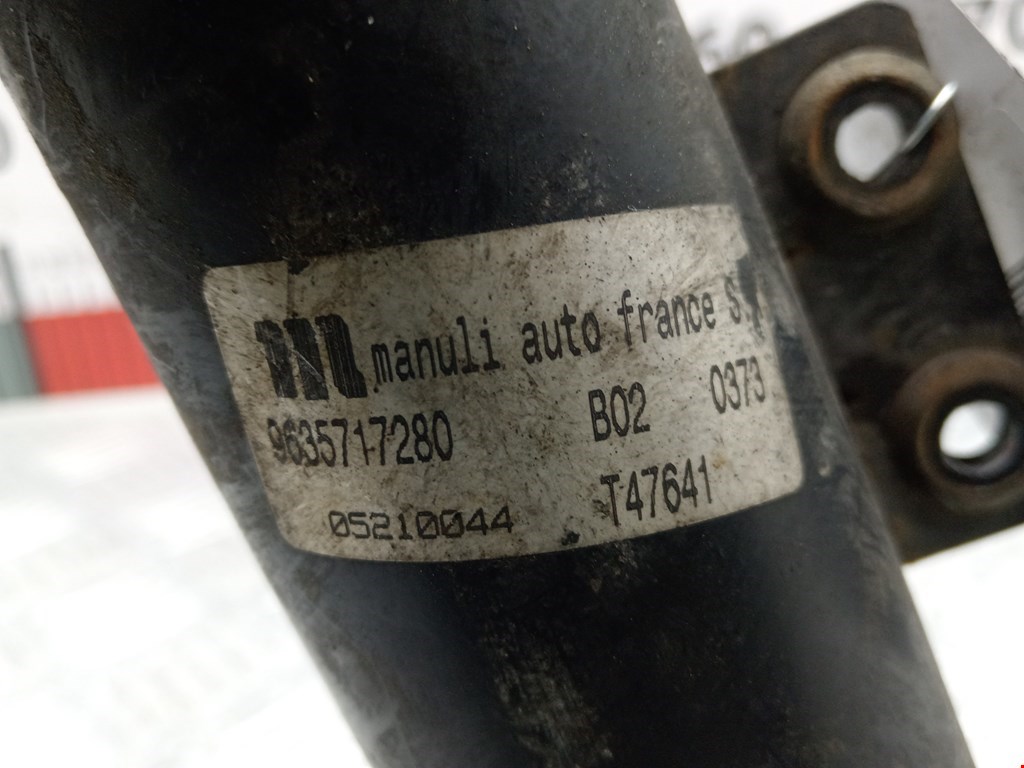 manuli auto france S.
9635717280 B02 0373
05210044 T47641